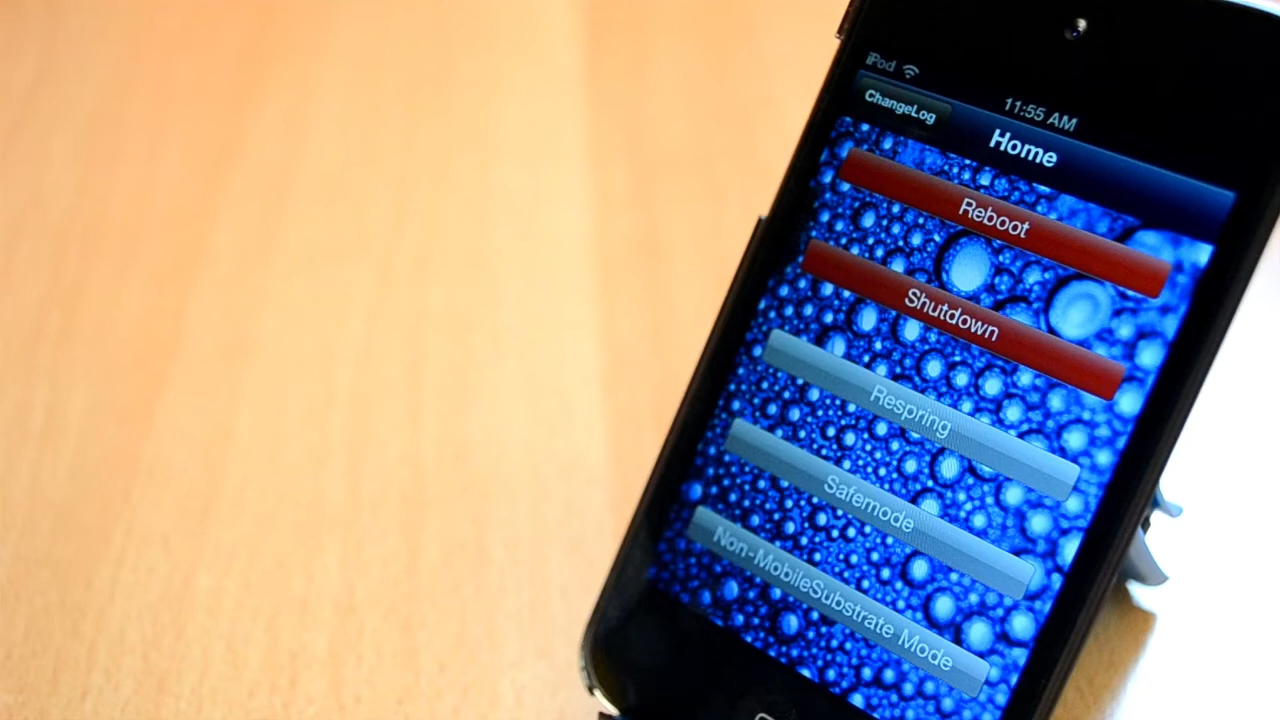 iPod
11:55 AM
ChangeLog
Home
Reboot
Shutdown
Respring
Safemode
Non-MobileSubstrate Mode